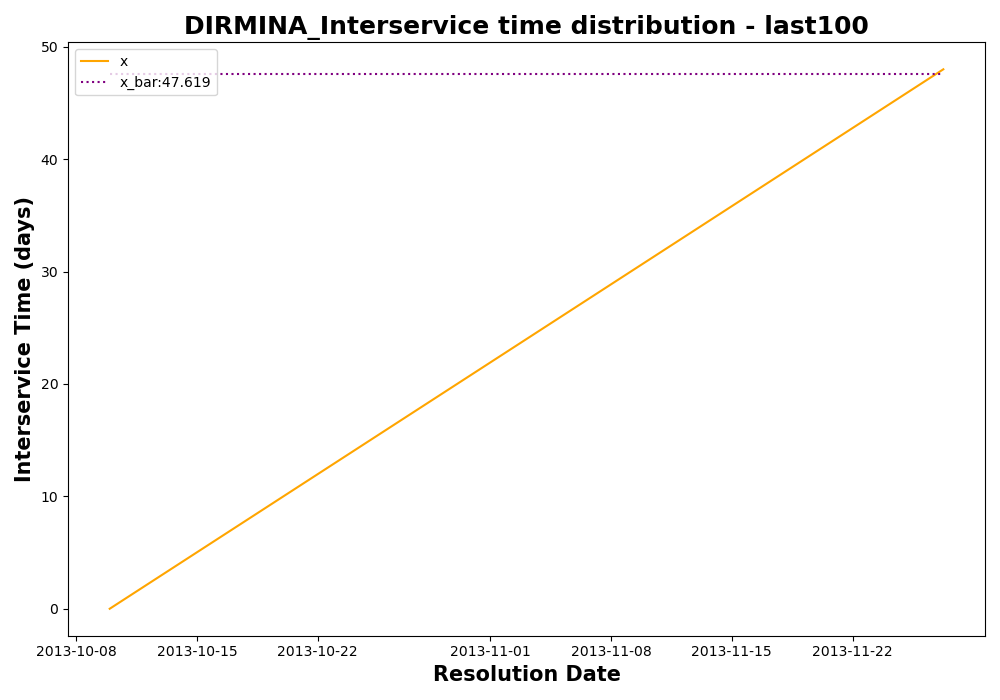 DIRMINA_Interservice time distribution - last100
x
x_bar:47.619
Interservice Time (days)
50
40
30
20
10
0
2013-10-08 2013-10-15 2013-10-22 2013-11-01 2013-11-08 2013-11-15 2013-11-22
Resolution Date